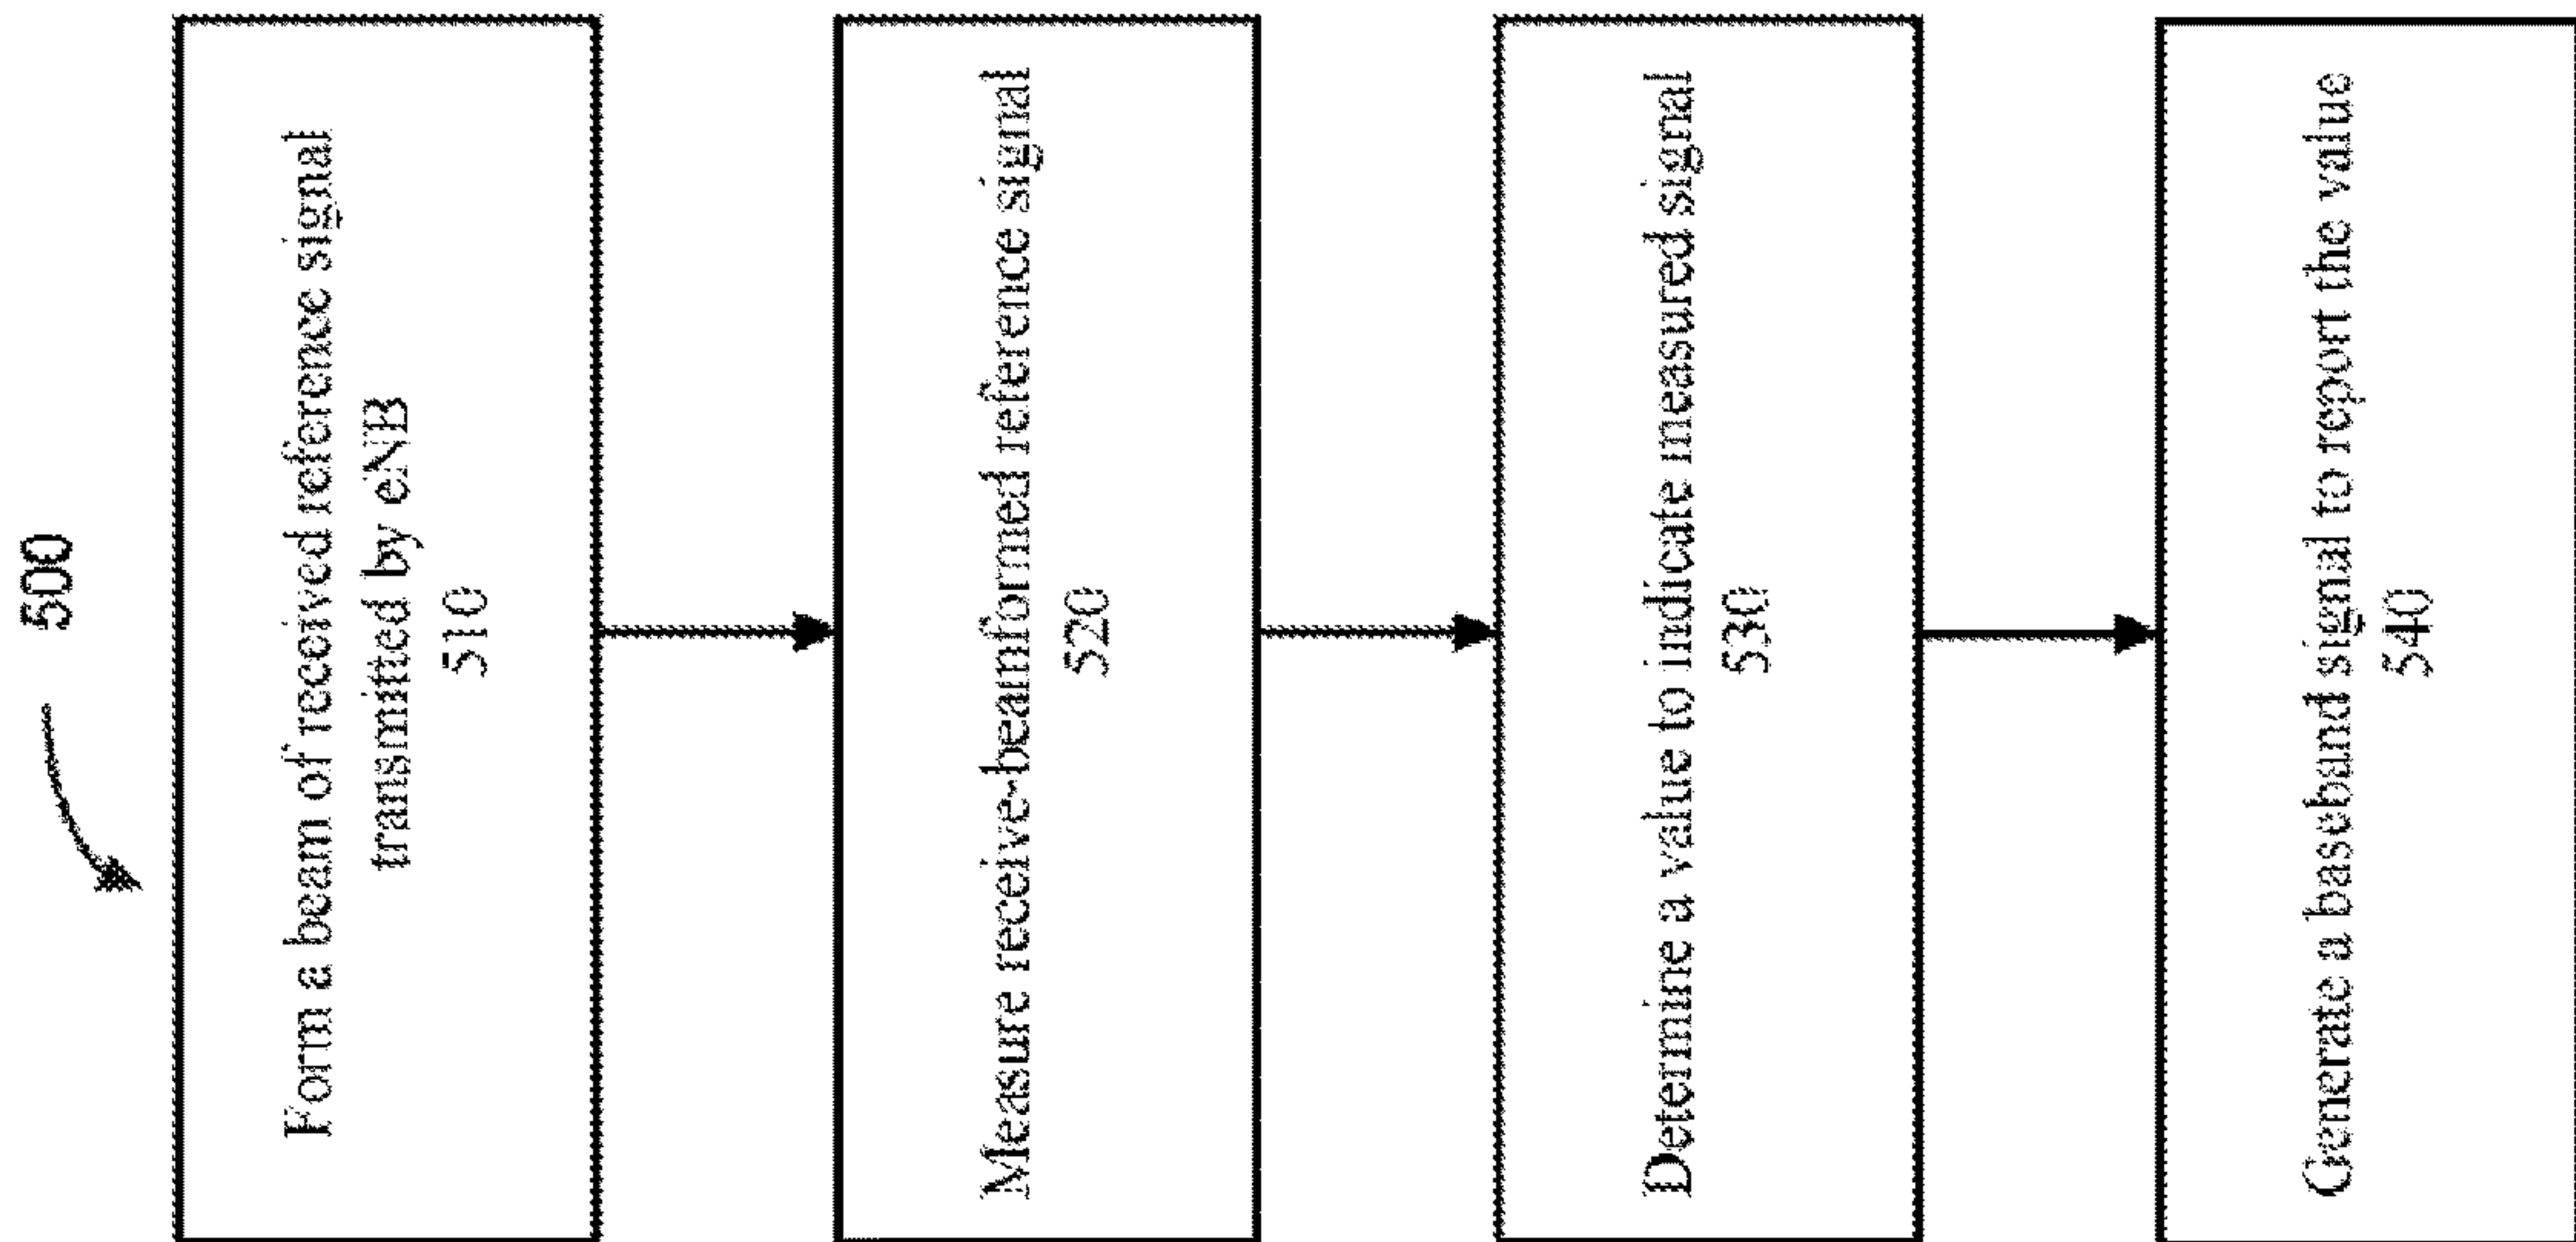 500
Form a beam of received reference signal
transmitted by eNB
510
Measure receive-beamformed reference signal
520
Determine a value to indicate measured signal
530
Generate a baseband signal to report the value
540